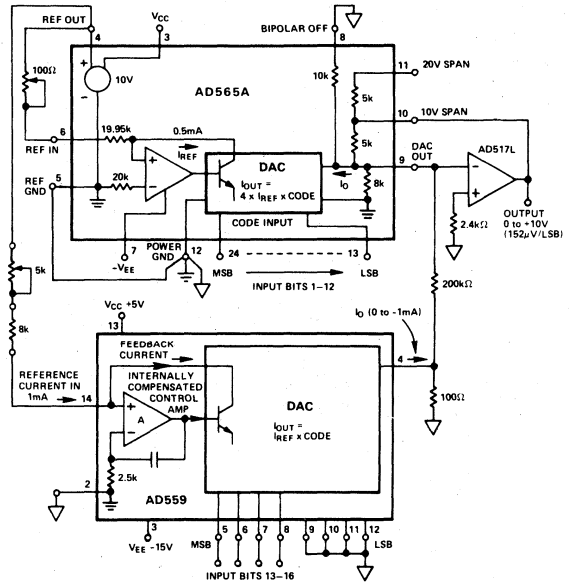 REF OUT
4
VCC
3
BIPOLAR OFF
8
100Ω
+
10V
-
AD565A
10k
11
20V SPAN
5k
10
10V SPAN
5k
6
REF IN
19.95k
0.5mA
IREF
+
-
20k
REF
GND
5
DAC
IOUT =
4 x IREF x CODE
CODE INPUT
IO
8k
9
DAC
OUT
AD517L
-
+
2.4kΩ
OUTPUT
0 to +10V
(152μV/LSB)
7
-VEE
POWER
GND
12
24
MSB
13
LSB
INPUT BITS 1–12
5k
8k
200kΩ
VCC +5V
13
IO (0 to -1mA)
FEEDBACK
CURRENT
INTERNALLY
COMPENSATED
CONTROL
AMP
REFERENCE
CURRENT IN
1mA
14
+
A
-
DAC
IOUT =
IREF x CODE
4
100Ω
2.5k
2
AD559
3
VEE -15V
MSB
5
6
7
8
9
10
11
12
LSB
INPUT BITS 13–16